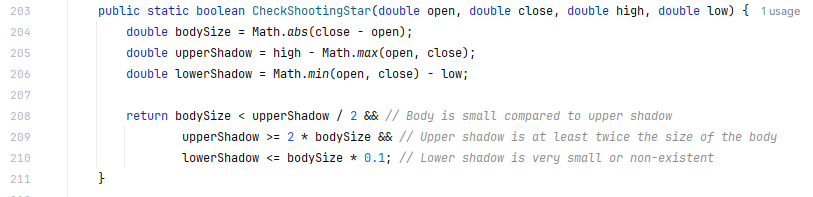 203 public static boolean CheckShootingStar(double open, double close, double high, double low) { 1 usage
204 double bodySize = Math.abs(close - open);
205 double upperShadow = high - Math.max(open, close);
206 double lowerShadow = Math.min(open, close) - low;
207
208 return bodySize < upperShadow / 2 && // Body is small compared to upper shadow
209 upperShadow >= 2 * bodySize && // Upper shadow is at least twice the size of the body
210 lowerShadow <= bodySize * 0.1; // Lower shadow is very small or non-existent
211 }